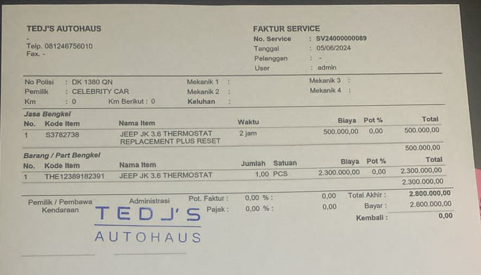 TEDJ'S AUTOHAUS
-
Telp. 081246756010
Fax. -
FAKTUR SERVICE
No. Service : SV24000000089
Tanggal : 05/06/2024
Pelanggan : -
User : admin
No Polisi : DK 1380 QN Mekanik 1 : Mekanik 3 :
Pemilik : CELEBRITY CAR Mekanik 2 : Mekanik 4 :
Km : 0 Km Berikut : 0 Keluhan :
Jasa Bengkel
No. Kode Item Nama Item Waktu Biaya Pot % Total
1 S3782736 JEEP JK 3.6 THERMOSTAT 2 jam 500.000,00 0,00 500.000,00
REPLACEMENT PLUS RESET
500.000,00
Barang / Part Bengkel
No. Kode Item Nama Item Jumlah Satuan Biaya Pot % Total
1 THE12389182391 JEEP JK 3.6 THERMOSTAT 1,00 PCS 2.300.000,00 0,00 2.300.000,00
2.300.000,00
Pemilik / Pembawa Administrasi Pot. Faktur : 0,00 % : 0,00 Total Akhir : 2.800.000,00
Kendaraan Pajak : 0,00 % : 0,00 Bayar : 2.800.000,00
Kembali : 0,00
TEDJ'S
AUTOHAUS